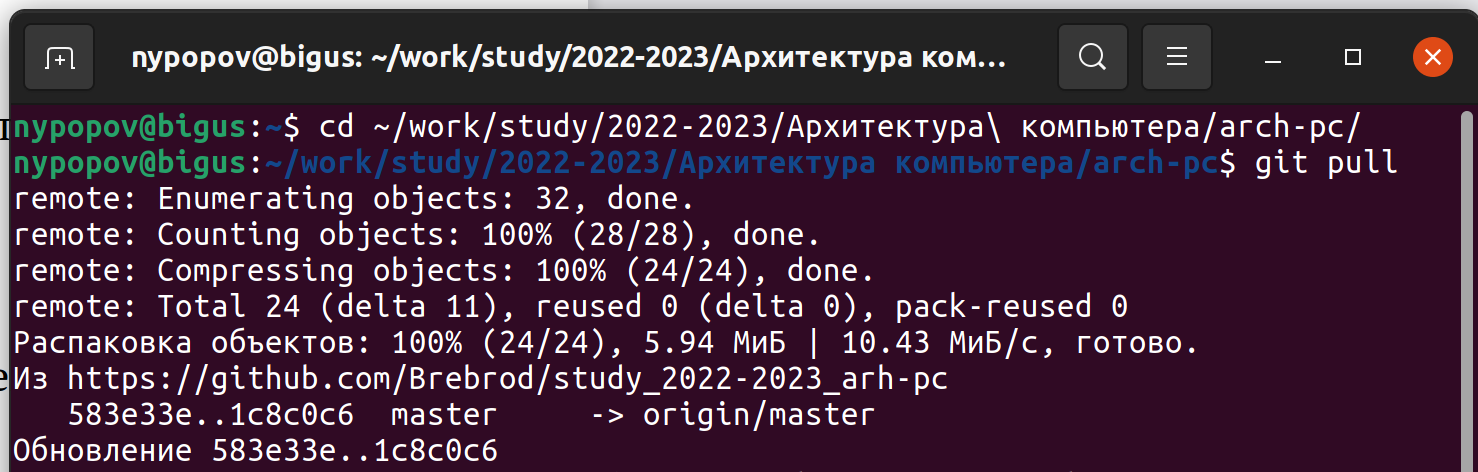 nypopov@bigus: ~/work/study/2022-2023/Архитектура ком...
nypopov@bigus:~$ cd ~/work/study/2022-2023/Архитектура\ компьютера/arch-pc/
nypopov@bigus:~/work/study/2022-2023/Архитектура компьютера/arch-pc$ git pull
remote: Enumerating objects: 32, done.
remote: Counting objects: 100% (28/28), done.
remote: Compressing objects: 100% (24/24), done.
remote: Total 24 (delta 11), reused 0 (delta 0), pack-reused 0
Распаковка объектов: 100% (24/24), 5.94 МиБ | 10.43 МиБ/с, готово.
Из https://github.com/Brebrod/study_2022-2023_arh-pc
   583e33e..1c8c0c6  master     -> origin/master
Обновление 583e33e..1c8c0c6